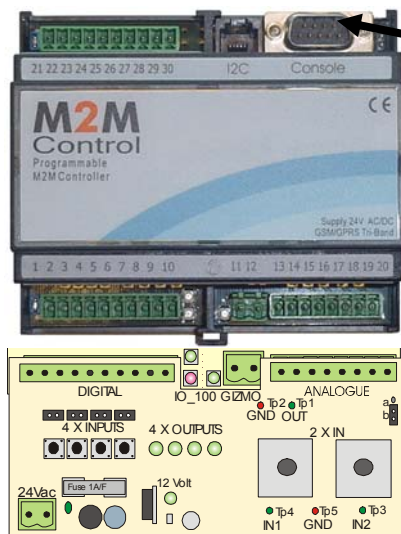 21 22 23 24 25 26 27 28 29 30 I2C Console
M2M
Control
CE
Programmable
M2M Controller
Supply 24V AC/DC
GSM/GPRS Tri-Band
1 2 3 4 5 6 7 8 9 10 11 12 13 14 15 16 17 18 19 20
DIGITAL IO_100 GIZMO ANALOGUE
Tp2 Tp1 a
GND OUT b
4 X INPUTS 4 X OUTPUTS 2 X IN
24Vac Fuse 1A/F 12 Volt
Tp4 Tp5 Tp3
IN1 GND IN2